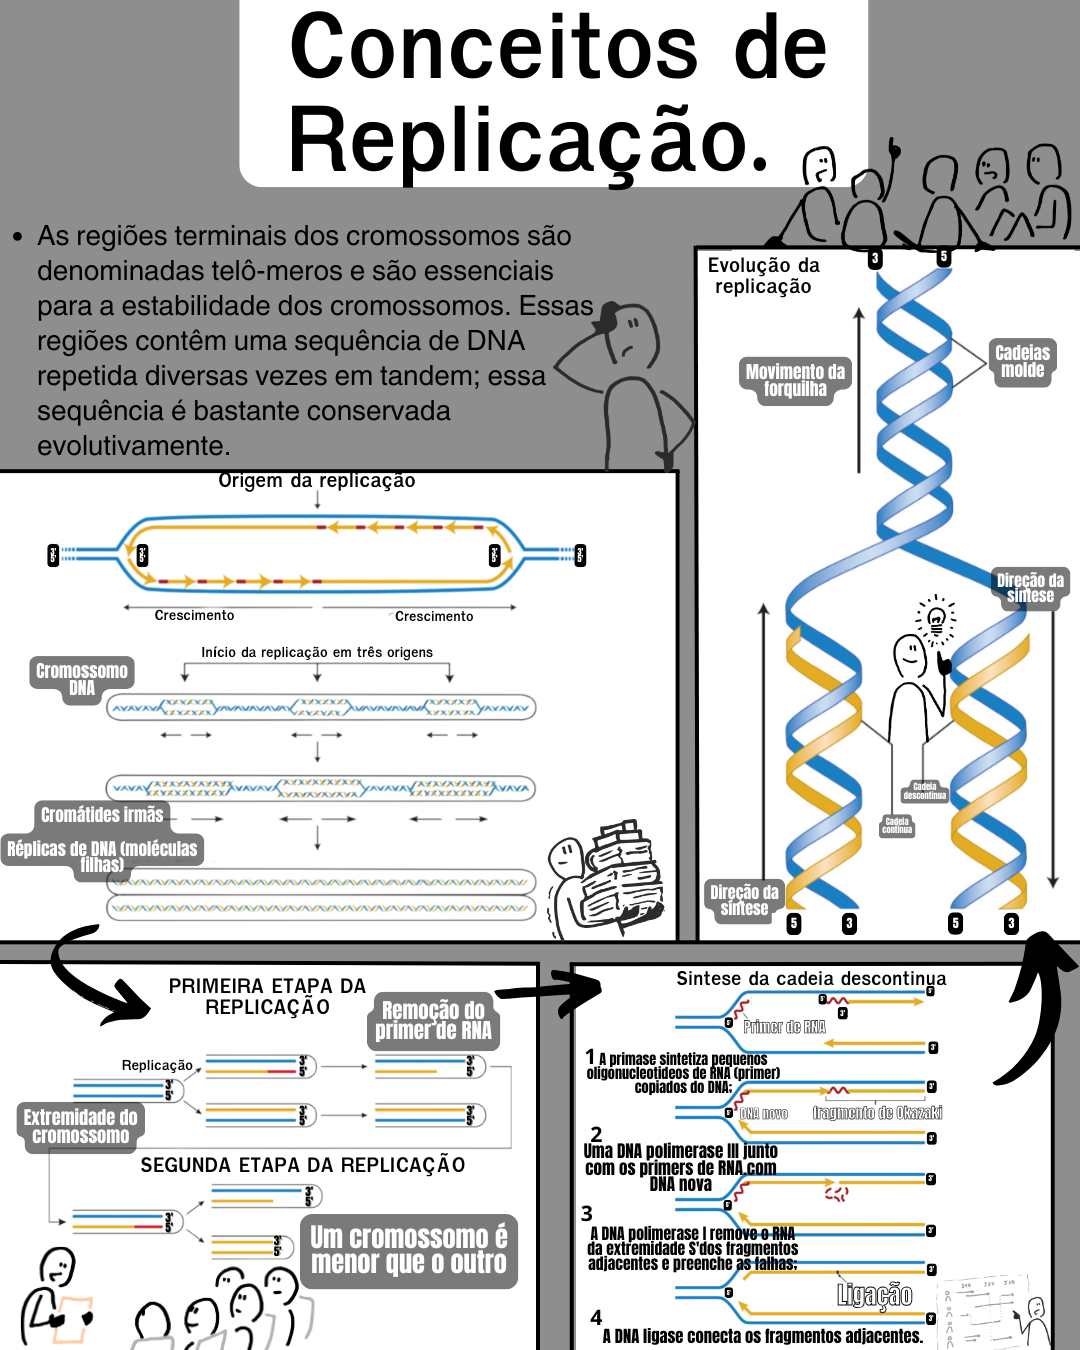 Conceitos de
Replicação.
• As regiões terminais dos cromossomos são
denominadas telô-meros e são essenciais
para a estabilidade dos cromossomos. Essas
regiões contêm uma sequência de DNA
repetida diversas vezes em tandem; essa
sequência é bastante conservada
evolutivamente.
Evolução da
replicação
3
5
Movimento da
forquilha
Cadeias
molde
Direção da
síntese
Cadeia
descontinua
Cadeia
continua
Direção da
síntese
5
3
5
3
Origem da replicação
Crescimento
Crescimento
Início da replicação em três origens
Cromossomo
DNA
Cromátides irmãs
Réplicas de DNA (moléculas
filhas)
PRIMEIRA ETAPA DA
REPLICAÇÃO
Remoção do
primer de RNA
Replicação
3'
5'
3'
5'
3'
5'
3'
5'
3'
5'
Extremidade do
cromossomo
SEGUNDA ETAPA DA REPLICAÇÃO
3'
5'
3'
5'
3'
5'
Um cromossomo é
menor que o outro
Sintese da cadeia descontinua
5'
5'
3'
3'
Primer de RNA
3'
1 A primase sintetiza pequenos
oligonucleotideos de RNA (primer)
copiados do DNA;
3'
DNA novo
fragmento de Okazaki
3'
2
Uma DNA polimerase III junto
com os primers de RNA.com
DNA nova
3
A DNA polimerase I remove o RNA
da extremidade S'dos fragmentos
adjacentes e preenche as falhas;
Ligação
4
A DNA ligase conecta os fragmentos adjacentes.